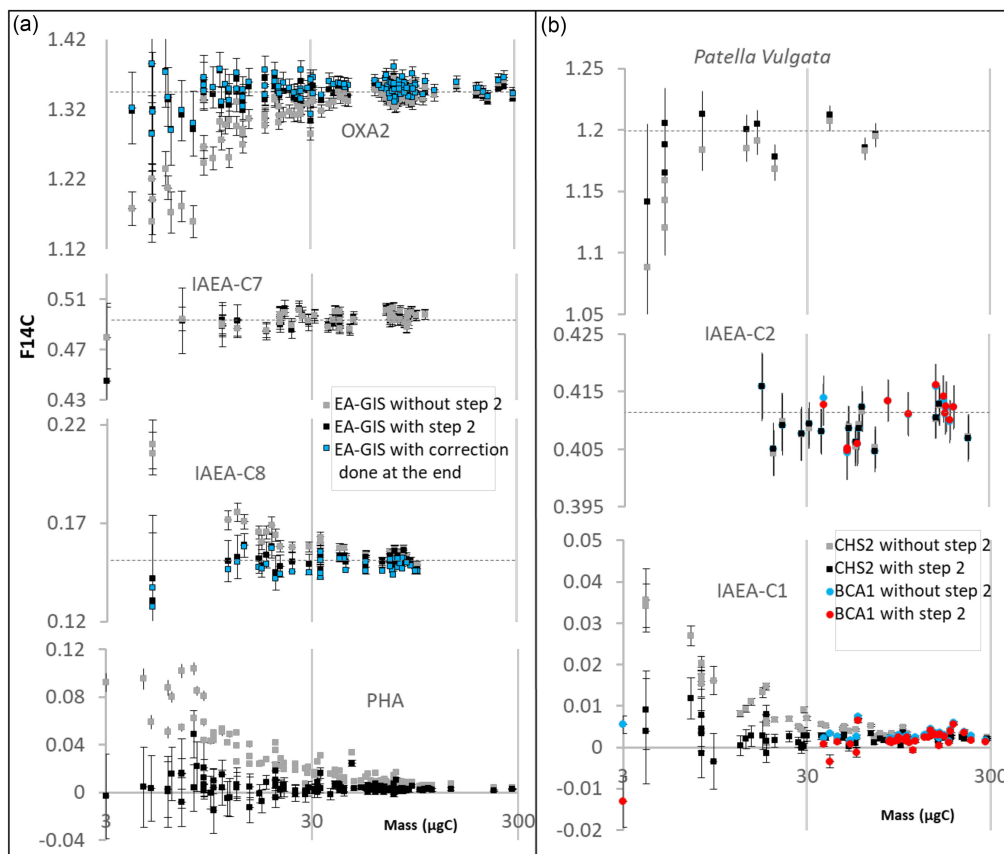 (a)
1.42
1.32
OXA2
1.22
1.12
IAEA-C7
0.51
0.47
0.43
F14C
EA-GIS without step 2
EA-GIS with step 2
EA-GIS with correction
done at the end
0.22
IAEA-C8
0.17
0.12
0.12
PHA
0.08
0.04
0
-0.04
3
30
300
Mass (µgC)
(b)
Patella Vulgata
1.25
1.20
1.15
1.10
1.05
IAEA-C2
0.425
0.415
0.405
0.395
0.05
CHS2 without step 2
CHS2 with step 2
BCA1 without step 2
BCA1 with step 2
IAEA-C1
0.04
0.03
0.02
0.01
0
-0.01
-0.02
3
30
300
Mass (µgC)